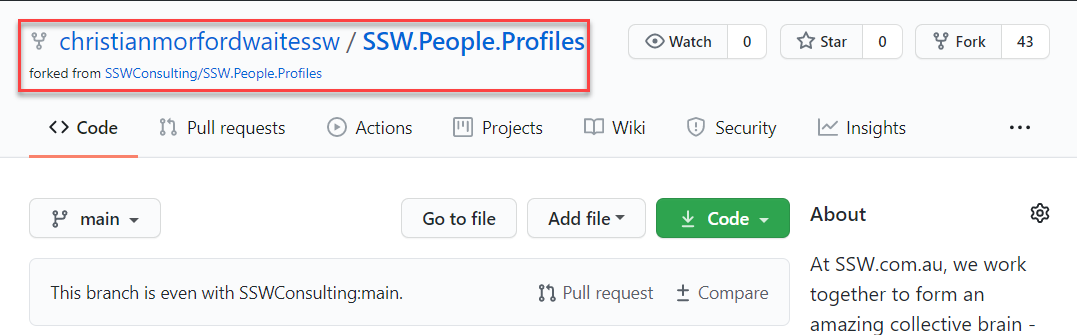 christianmorfordwaitessw / SSW.People.Profiles
Watch 0
Star 0
Fork 43
forked from SSWConsulting/SSW.People.Profiles
Code
Pull requests
Actions
Projects
Wiki
Security
Insights
main
Go to file
Add file
Code
About
This branch is even with SSWConsulting:main.
Pull request
Compare
At SSW.com.au, we work
together to form an
amazing collective brain -